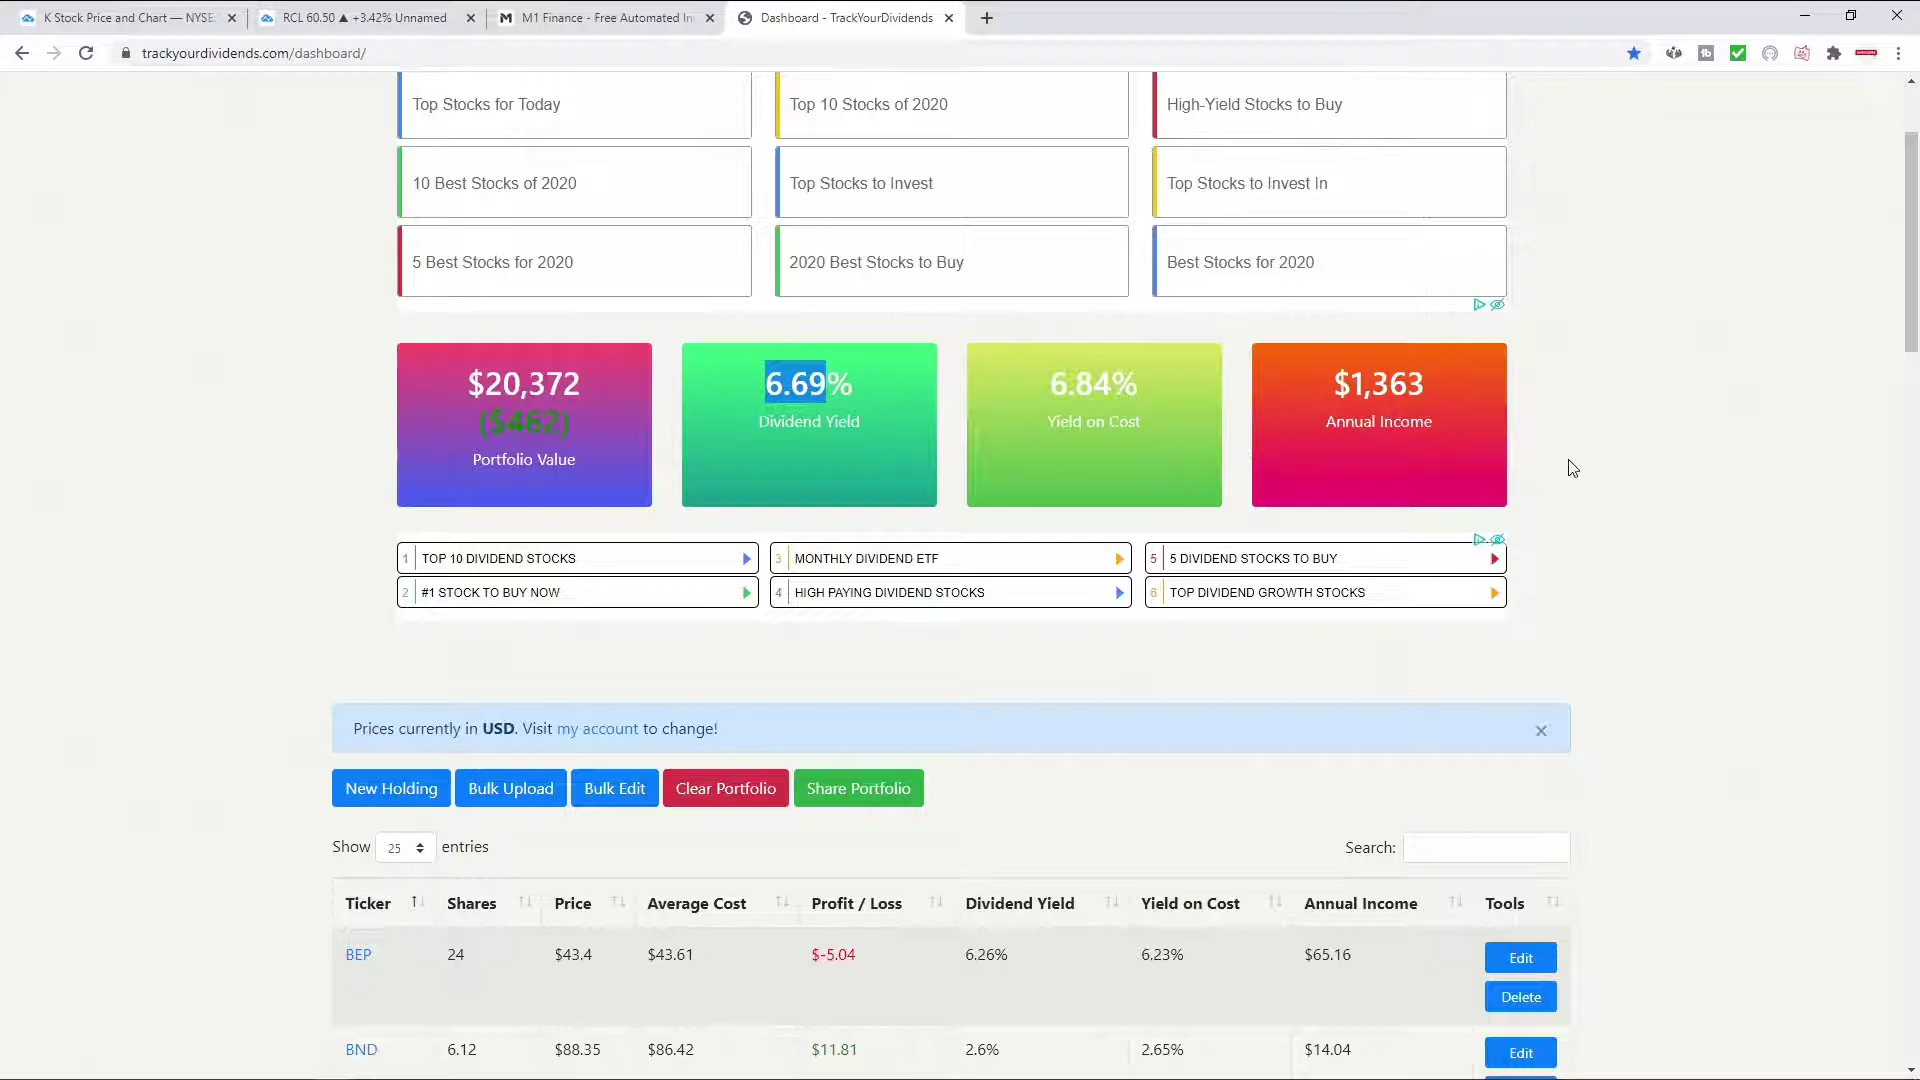 K Stock Price and Chart — NYSE:
RCL 60.50 ▲ +3.42% Unnamed
M1 Finance - Free Automated In
Dashboard - TrackYourDividends
trackyourdividends.com/dashboard/
Top Stocks for Today
Top 10 Stocks of 2020
High-Yield Stocks to Buy
10 Best Stocks of 2020
Top Stocks to Invest
Top Stocks to Invest In
5 Best Stocks for 2020
2020 Best Stocks to Buy
Best Stocks for 2020
$20,372
($462)
Portfolio Value
6.69%
Dividend Yield
6.84%
Yield on Cost
$1,363
Annual Income
1 TOP 10 DIVIDEND STOCKS
3 MONTHLY DIVIDEND ETF
5 5 DIVIDEND STOCKS TO BUY
2 #1 STOCK TO BUY NOW
4 HIGH PAYING DIVIDEND STOCKS
6 TOP DIVIDEND GROWTH STOCKS
Prices currently in USD. Visit my account to change!
New Holding Bulk Upload Bulk Edit Clear Portfolio Share Portfolio
Show 25 entries
Search:
Ticker Shares Price Average Cost Profit / Loss Dividend Yield Yield on Cost Annual Income Tools
BEP 24 $43.4 $43.61 $-5.04 6.26% 6.23% $65.16 Edit
Delete
BND 6.12 $88.35 $86.42 $11.81 2.6% 2.65% $14.04 Edit